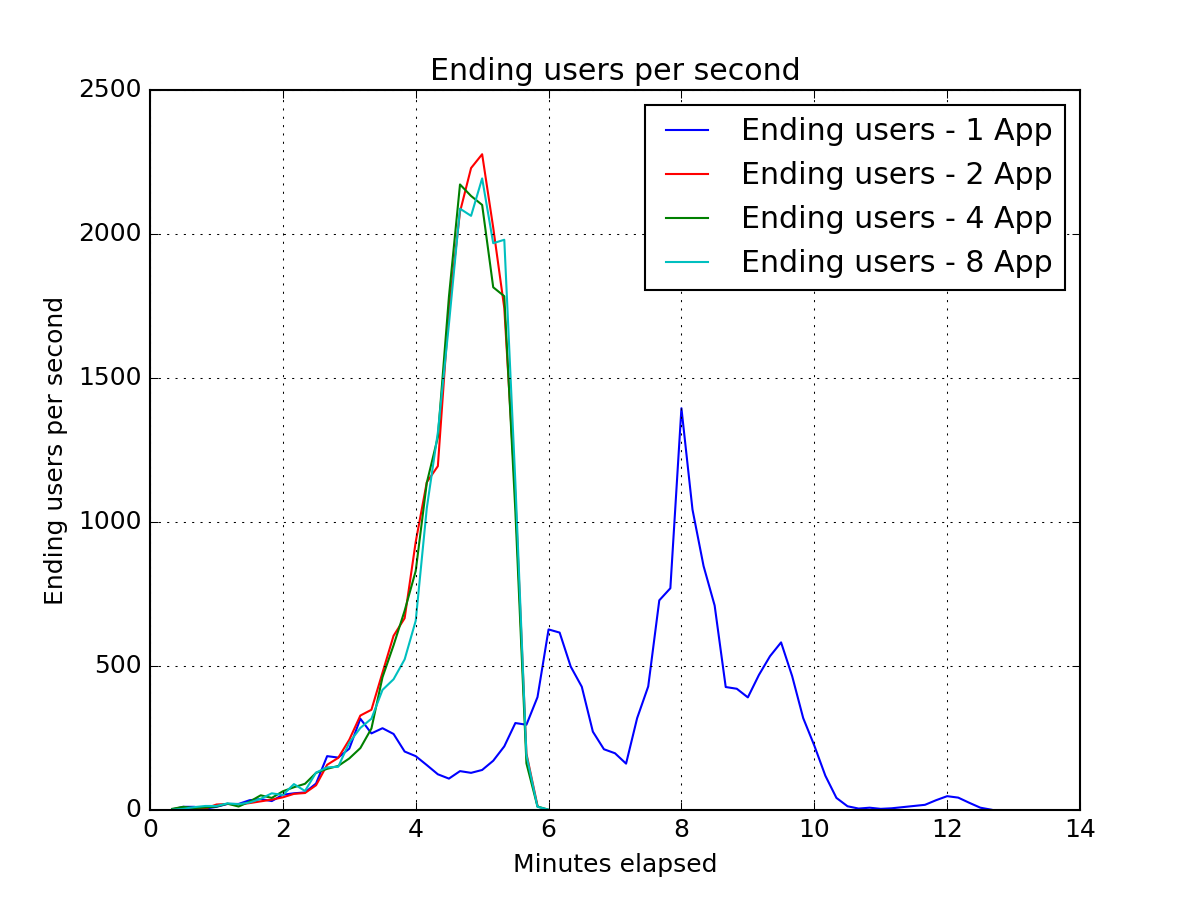 Ending users per second
Ending users - 1 App
Ending users - 2 App
Ending users - 4 App
Ending users - 8 App
Ending users per second
2500
2000
1500
1000
500
0
0 2 4 6 8 10 12 14
Minutes elapsed